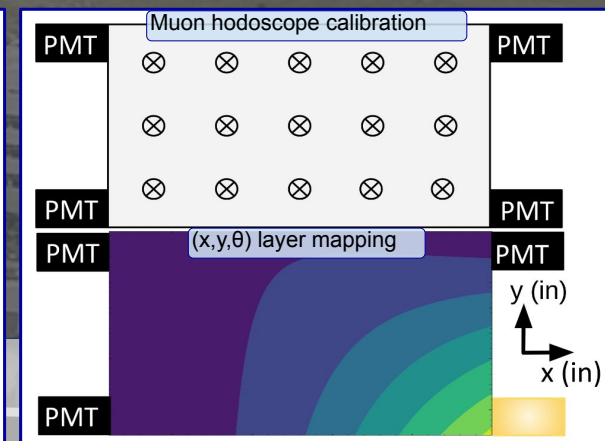 Muon hodoscope calibration
PMT PMT
PMT PMT
(x,y,θ) layer mapping
PMT PMT
y (in)
x (in)
PMT